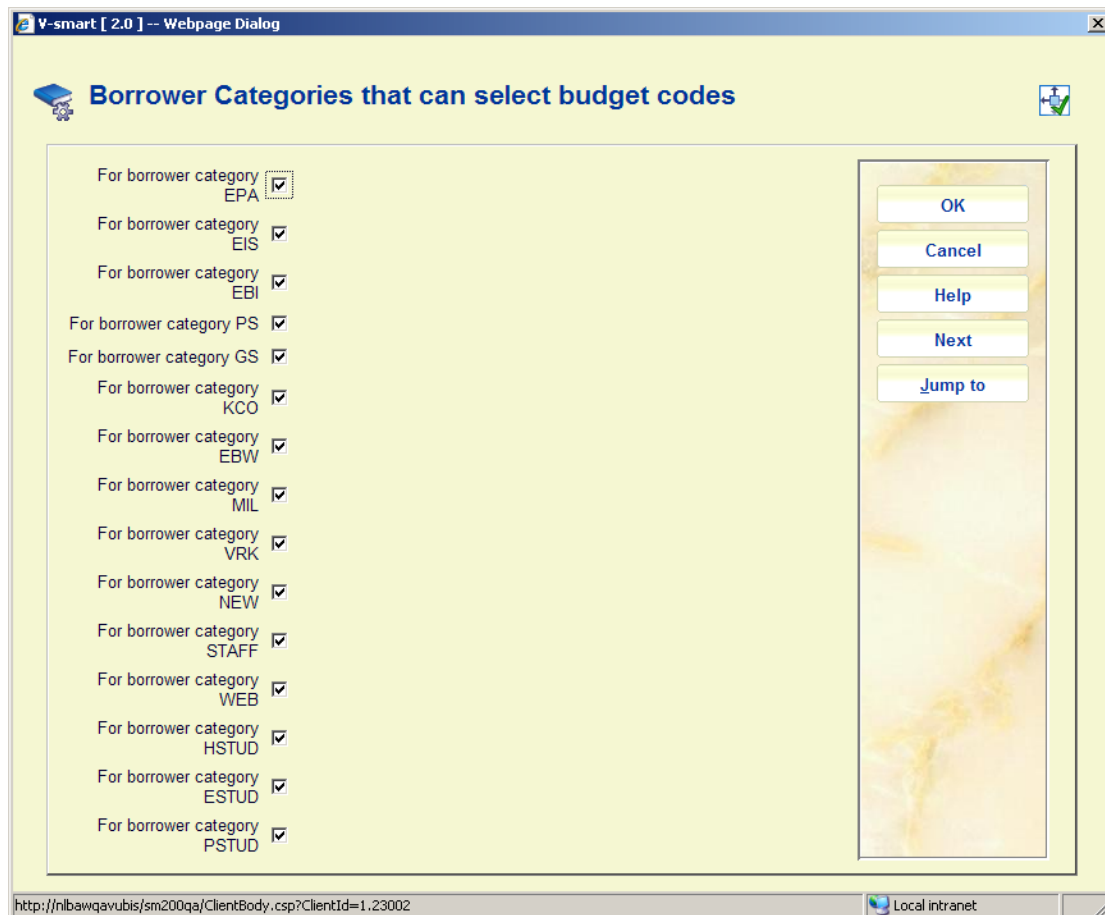 V-smart [ 2.0 ] -- Webpage Dialog
Borrower Categories that can select budget codes
For borrower category
EPA
For borrower category
EIS
For borrower category
EBI
For borrower category PS
For borrower category GS
For borrower category
KCO
For borrower category
EBW
For borrower category
MIL
For borrower category
VRK
For borrower category
NEW
For borrower category
STAFF
For borrower category
WEB
For borrower category
HSTUD
For borrower category
ESTUD
For borrower category
PSTUD
OK
Cancel
Help
Next
Jump to
http://nlbawqavubis/sm200qa/ClientBody.csp?ClientId=1.23002
Local intranet